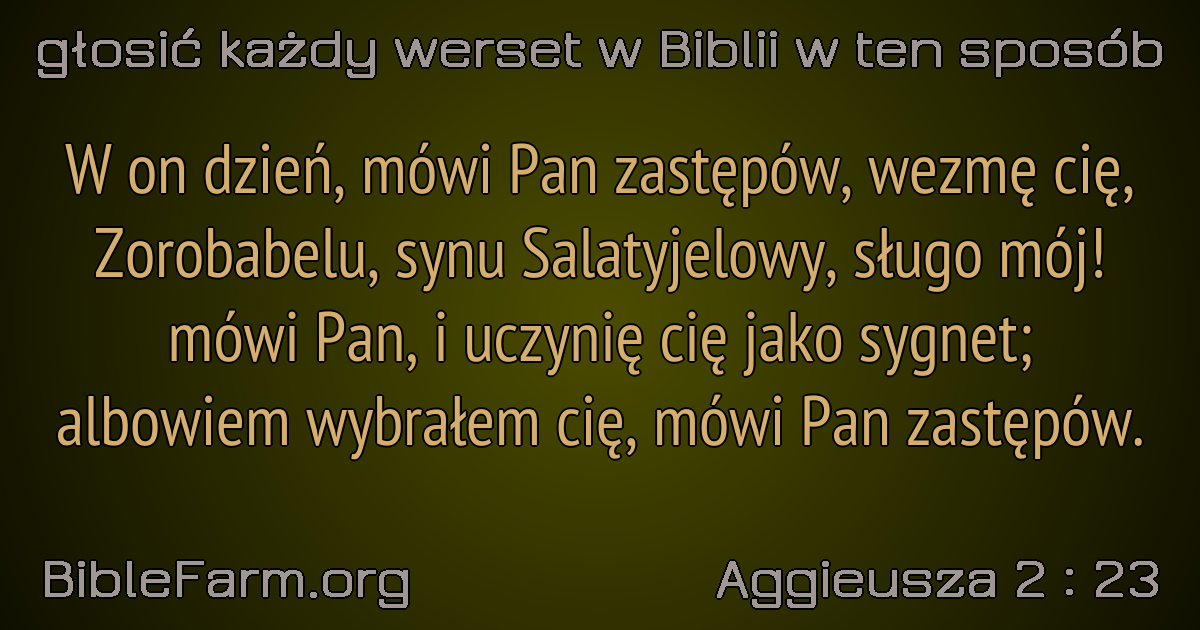 głosić każdy werset w Biblii w ten sposób
W on dzień, mówi Pan zastępów, wezmę cię,
Zorobabelu, synu Salatyjelowy, sługo mój!
mówi Pan, i uczynię cię jako sygnet;
albowiem wybrałem cię, mówi Pan zastępów.
BibleFarm.org
Aggieusza 2 : 23